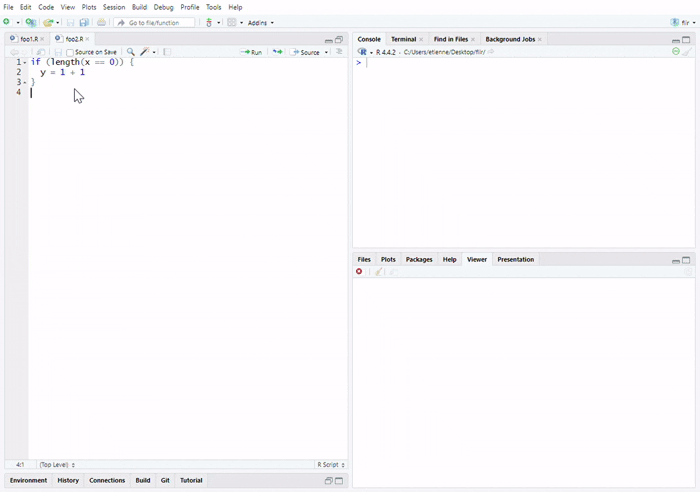 File Edit Code View Plots Session Build Debug Profile Tools Help
Go to file/function Addins flir
foo1.R foo2.R
Source on Save Run Source
1 if (length(x == 0)) {
2 y = 1 + 1
3 }
4
4:1 (Top Level) R Script
Environment History Connections Build Git Tutorial
Console Terminal Find in Files Background Jobs
R 4.4.2 · C:/Users/etienne/Desktop/flir/
>
Files Plots Packages Help Viewer Presentation